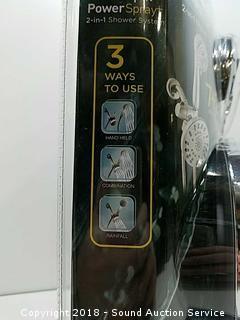 PowerSpray+
2-in-1 Shower System
3
WAYS
TO USE
HAND HELD
COMBINATION
RAINFALL
Copyright 2018 - Sound Auction Service